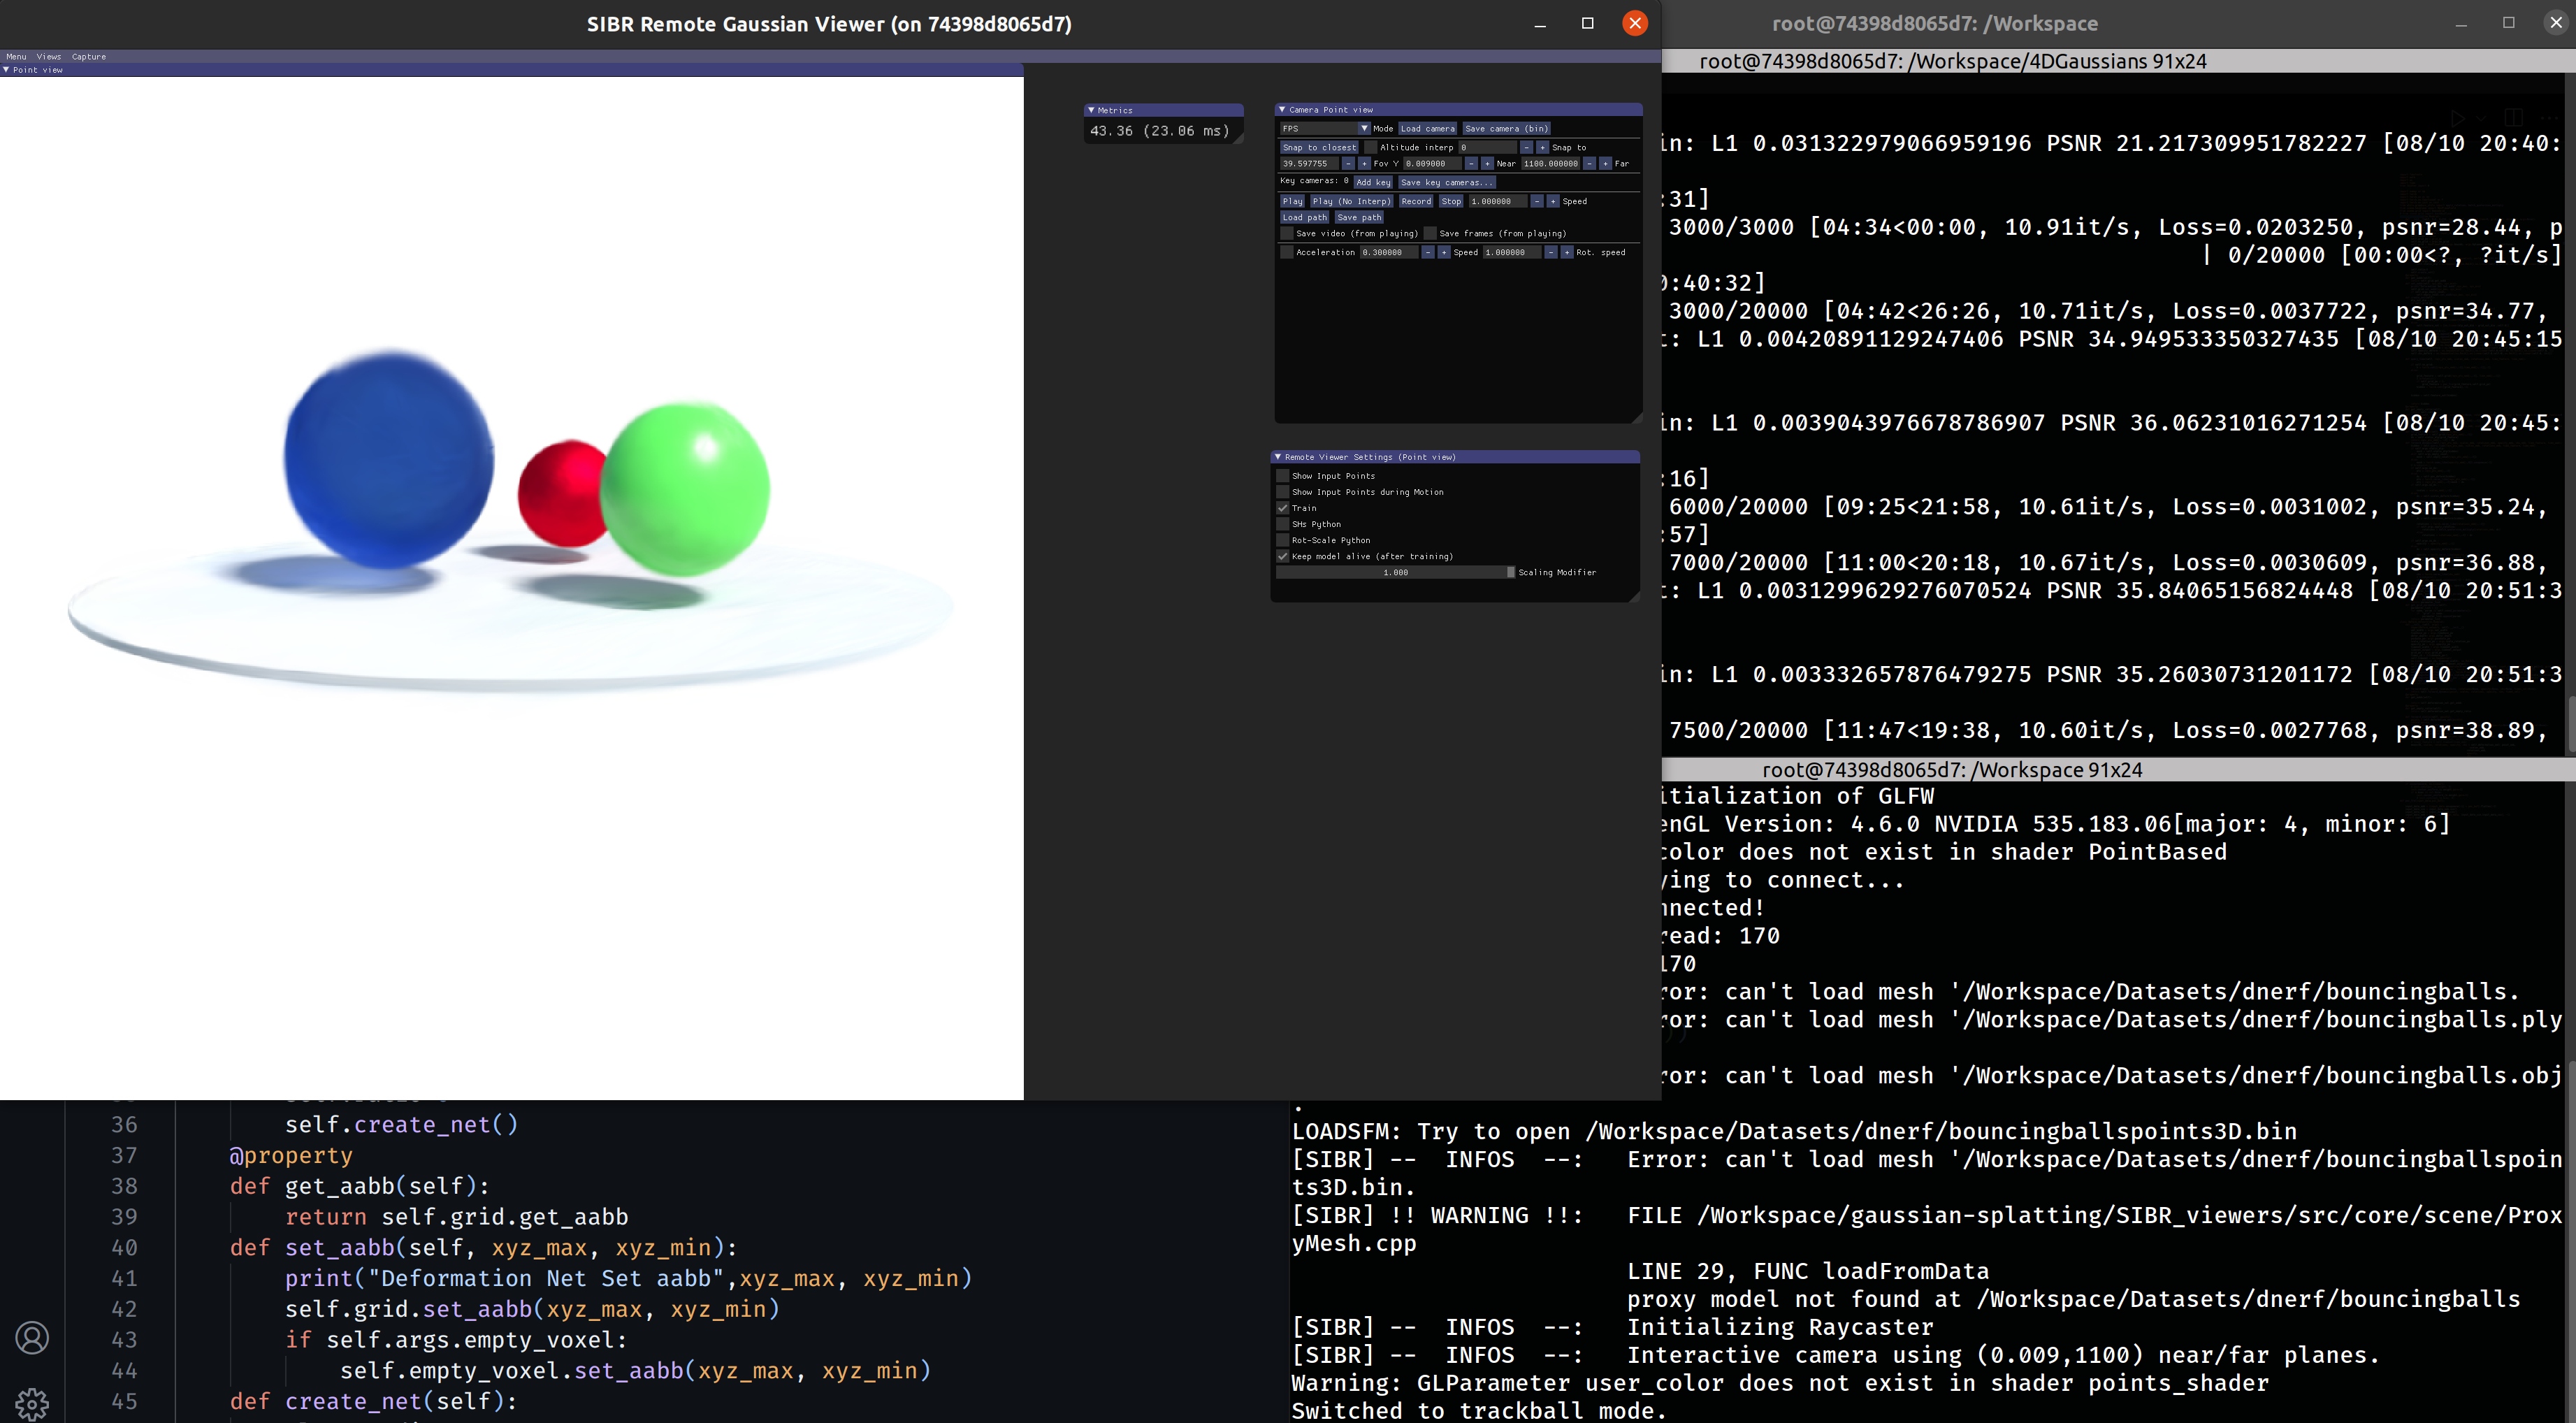 SIBR Remote Gaussian Viewer (on 74398d8065d7)
Menu Views Capture
Point view
Metrics
43.36 (23.06 ms)
Camera Point view
FPS Mode Load camera Save camera (bin)
Snap to closest Altitude interp 0 - + Snap to
39.597755 - + Fov Y 0.009000 - + Near 1100.000000 - + Far
Key cameras: 0 Add key Save key cameras...
Play Play (No Interp) Record Stop 1.000000 - + Speed
Load path Save path
Save video (from playing) Save frames (from playing)
Acceleration 0.300000 - + Speed 1.000000 - + Rot. speed
Remote Viewer Settings (Point view)
Show Input Points
Show Input Points during Motion
Train
SHs Python
Rot-Scale Python
Keep model alive (after training)
1.000 Scaling Modifier
root@74398d8065d7: /Workspace
root@74398d8065d7: /Workspace/4DGaussians 91x24
in: L1 0.031322979066959196 PSNR 21.217309951782227 [08/10 20:40:
:31]
3000/3000 [04:34<00:00, 10.91it/s, Loss=0.0203250, psnr=28.44, p
| 0/20000 [00:00<?, ?it/s]
0:40:32]
3000/20000 [04:42<26:26, 10.71it/s, Loss=0.0037722, psnr=34.77,
t: L1 0.00420891129247406 PSNR 34.949533350327435 [08/10 20:45:15
in: L1 0.0039043976678786907 PSNR 36.06231016271254 [08/10 20:45:
:16]
6000/20000 [09:25<21:58, 10.61it/s, Loss=0.0031002, psnr=35.24,
:57]
7000/20000 [11:00<20:18, 10.67it/s, Loss=0.0030609, psnr=36.88,
t: L1 0.0031299629276070524 PSNR 35.84065156824448 [08/10 20:51:3
in: L1 0.003332657876479275 PSNR 35.26030731201172 [08/10 20:51:3
7500/20000 [11:47<19:38, 10.60it/s, Loss=0.0027768, psnr=38.89,
root@74398d8065d7: /Workspace 91x24
itialization of GLFW
enGL Version: 4.6.0 NVIDIA 535.183.06[major: 4, minor: 6]
color does not exist in shader PointBased
ying to connect...
nnected!
read: 170
170
ror: can't load mesh '/Workspace/Datasets/dnerf/bouncingballs.
ror: can't load mesh '/Workspace/Datasets/dnerf/bouncingballs.ply
ror: can't load mesh '/Workspace/Datasets/dnerf/bouncingballs.obj
.
LOADSFM: Try to open /Workspace/Datasets/dnerf/bouncingballspoints3D.bin
[SIBR] -- INFOS --: Error: can't load mesh '/Workspace/Datasets/dnerf/bouncingballspoin
ts3D.bin.
[SIBR] !! WARNING !!: FILE /Workspace/gaussian-splatting/SIBR_viewers/src/core/scene/Prox
yMesh.cpp
LINE 29, FUNC loadFromData
proxy model not found at /Workspace/Datasets/dnerf/bouncingballs
[SIBR] -- INFOS --: Initializing Raycaster
[SIBR] -- INFOS --: Interactive camera using (0.009,1100) near/far planes.
Warning: GLParameter user_color does not exist in shader points_shader
Switched to trackball mode.
36 self.create_net()
37 @property
38 def get_aabb(self):
39 return self.grid.get_aabb
40 def set_aabb(self, xyz_max, xyz_min):
41 print("Deformation Net Set aabb",xyz_max, xyz_min)
42 self.grid.set_aabb(xyz_max, xyz_min)
43 if self.args.empty_voxel:
44 self.empty_voxel.set_aabb(xyz_max, xyz_min)
45 def create_net(self):